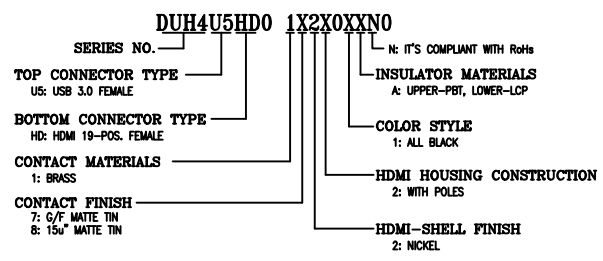 DUH4U5HD0 1X2X0XXN0
SERIES NO.
N: IT'S COMPLIANT WITH RoHs
TOP CONNECTOR TYPE
U5: USB 3.0 FEMALE
INSULATOR MATERIALS
A: UPPER-PBT, LOWER-LCP
BOTTOM CONNECTOR TYPE
HD: HDMI 19-POS. FEMALE
COLOR STYLE
1: ALL BLACK
CONTACT MATERIALS
1: BRASS
HDMI HOUSING CONSTRUCTION
2: WITH POLES
CONTACT FINISH
7: G/F MATTE TIN
8: 15u" MATTE TIN
HDMI-SHELL FINISH
2: NICKEL